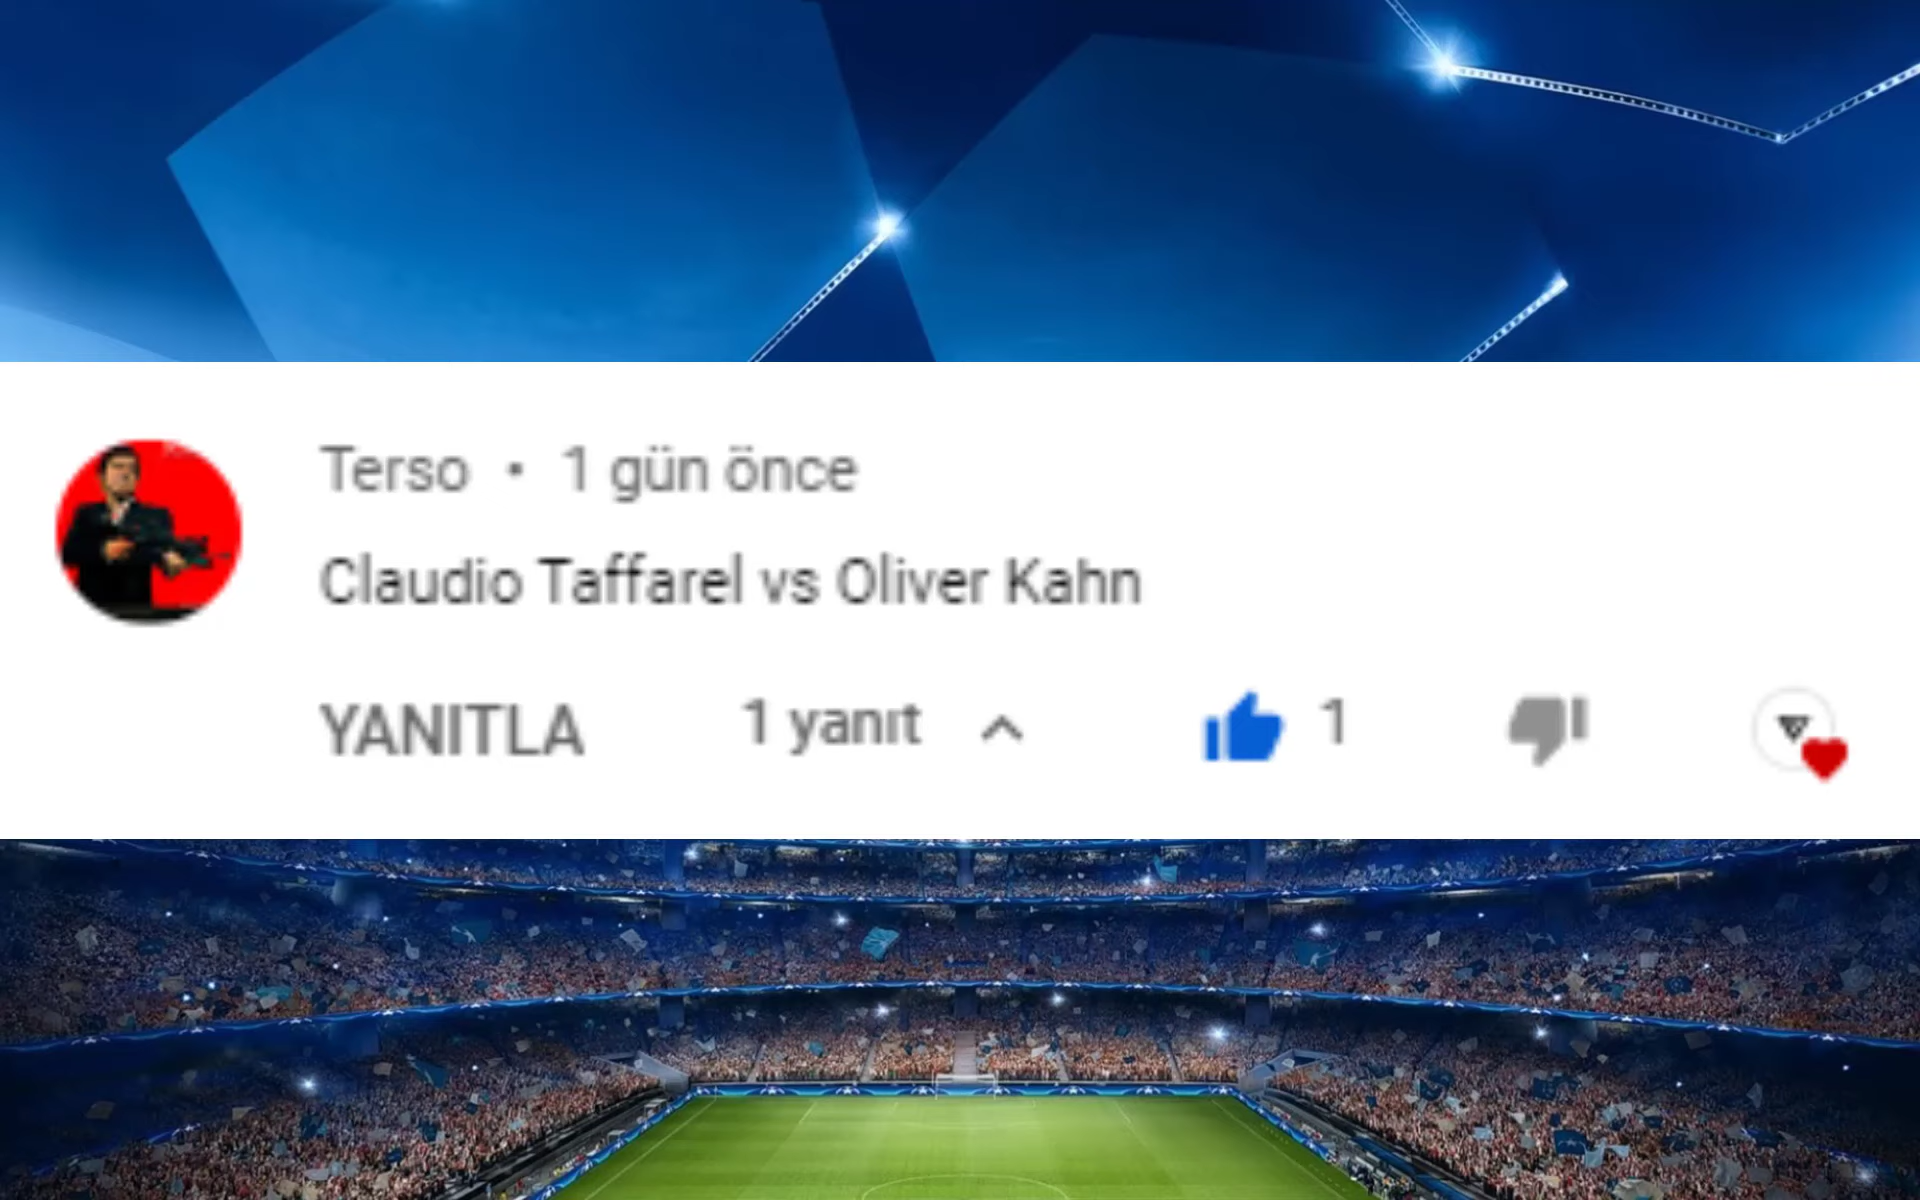 Terso • 1 gün önce
Claudio Taffarel vs Oliver Kahn
YANITLA 1 yanıt 1